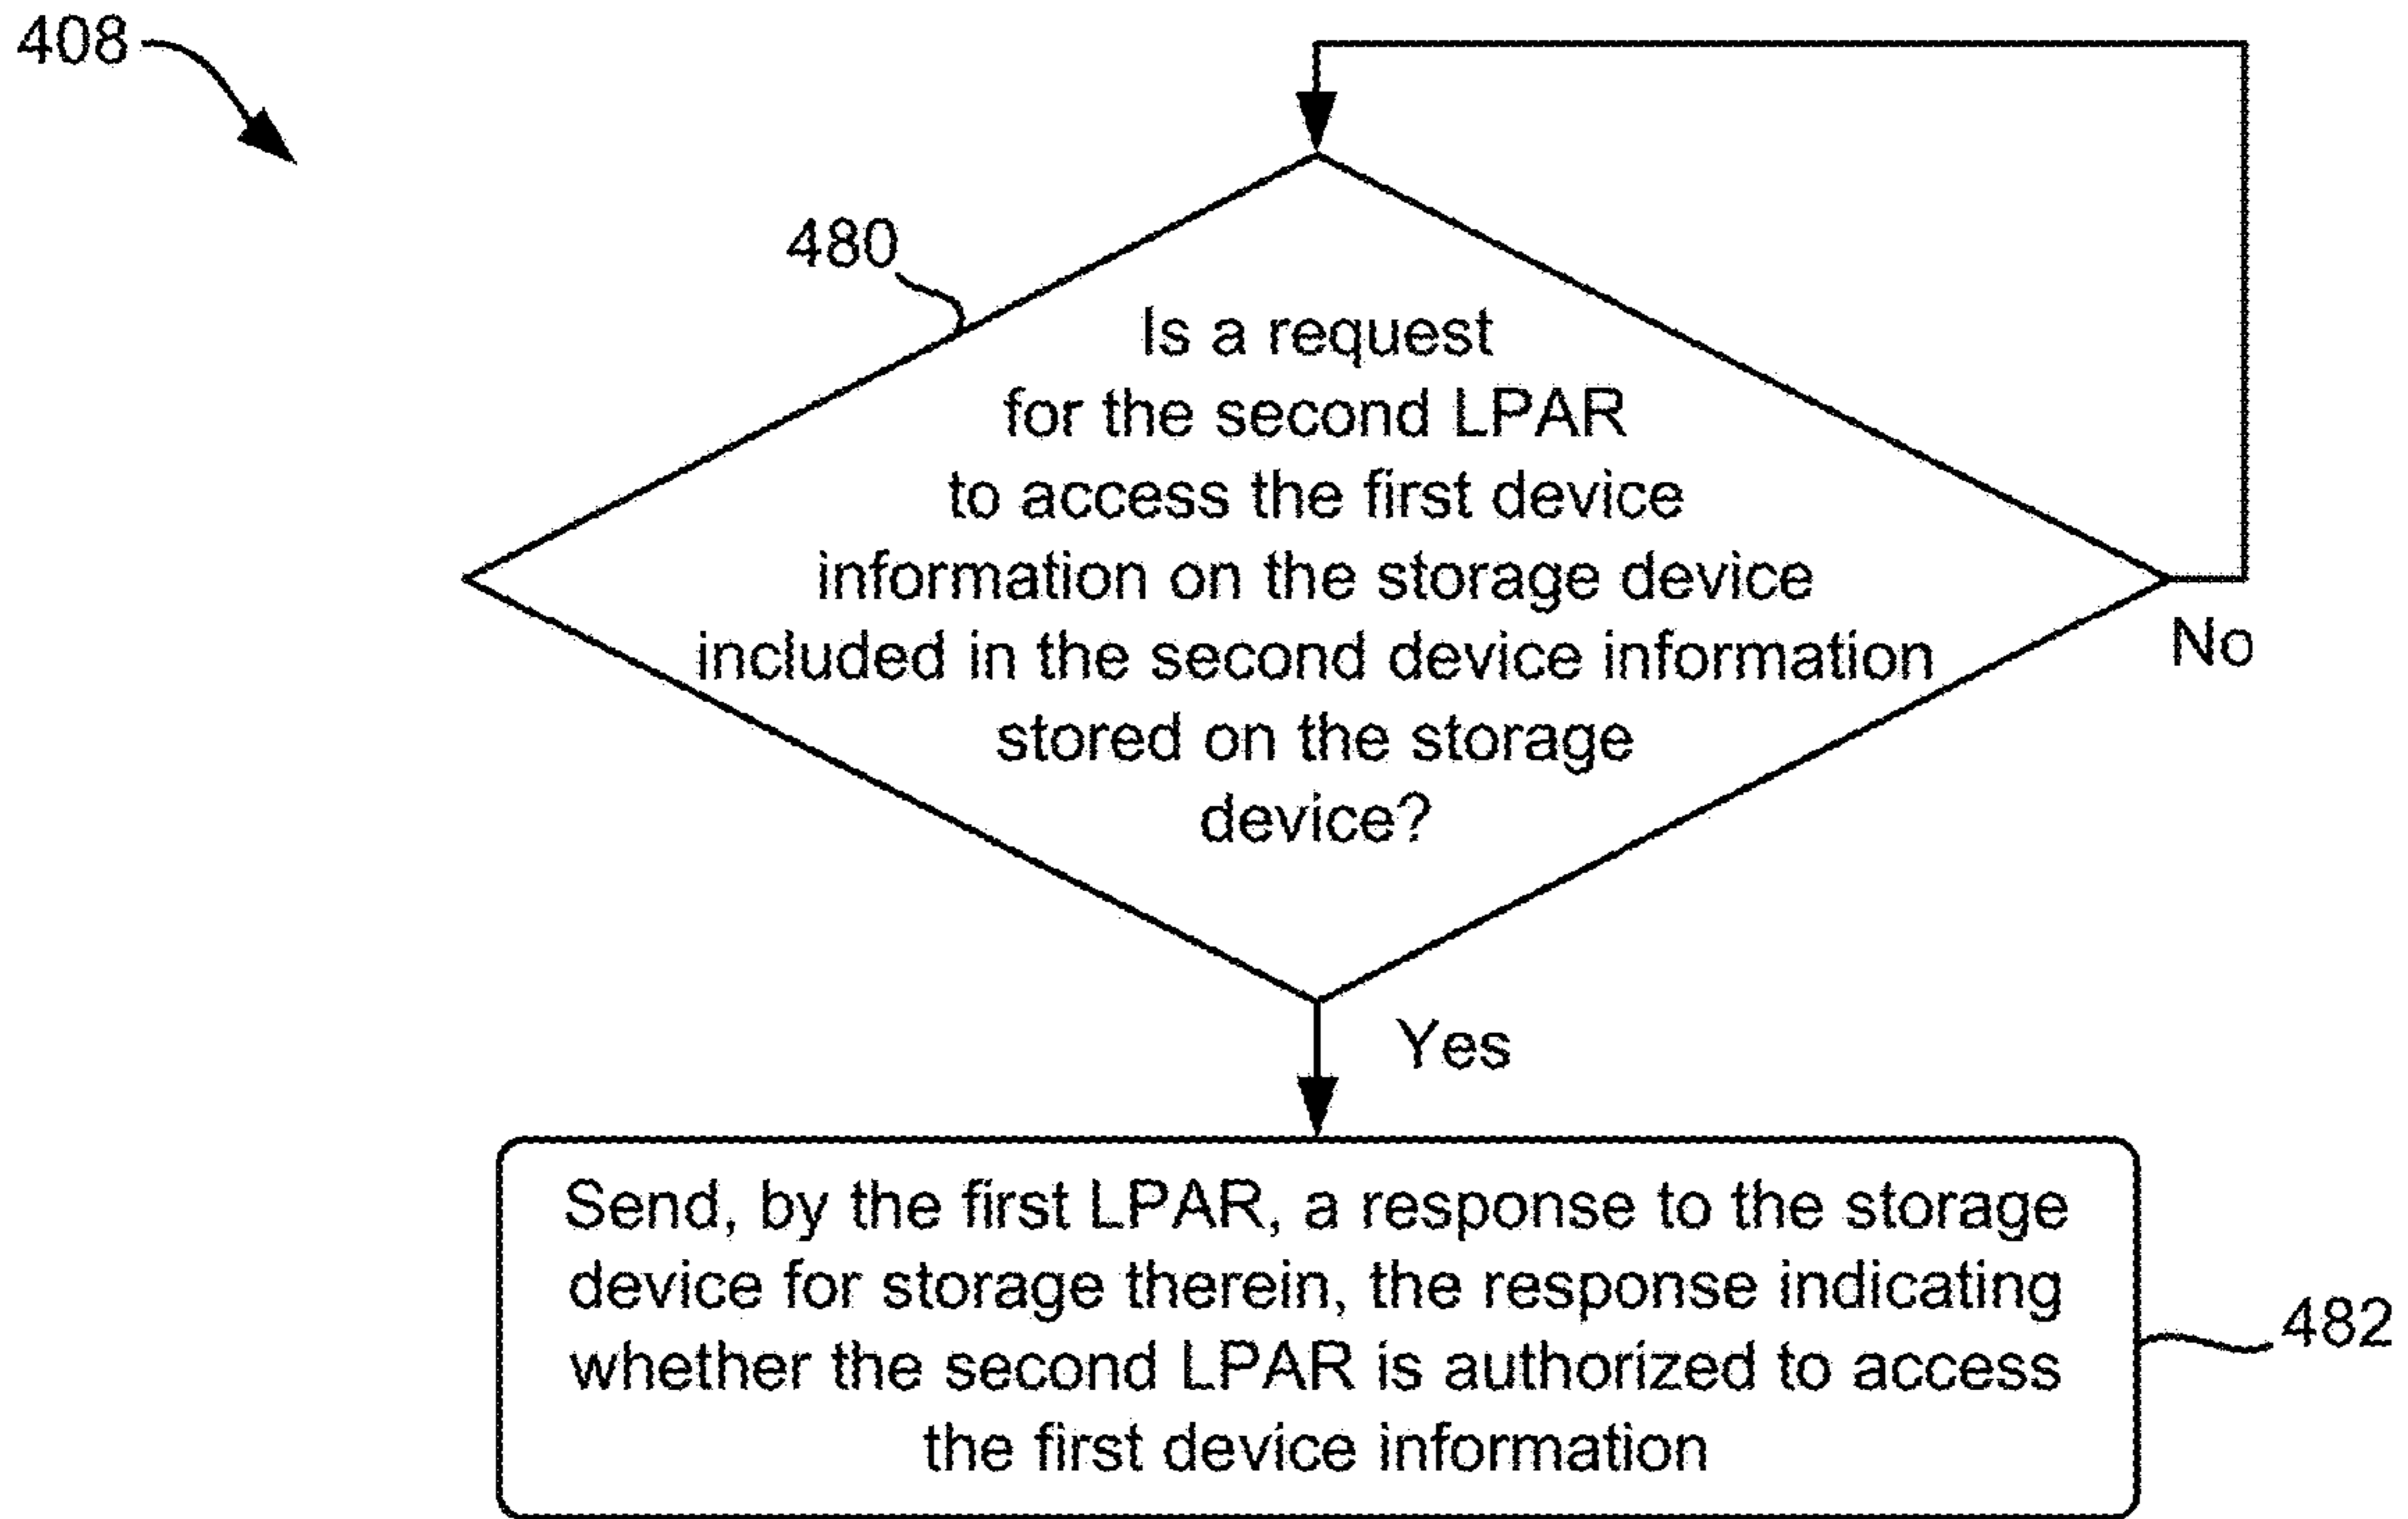 408
480
Is a request
for the second LPAR
to access the first device
information on the storage device
included in the second device information
stored on the storage
device?
No
Yes
Send, by the first LPAR, a response to the storage
device for storage therein, the response indicating
whether the second LPAR is authorized to access
the first device information
482